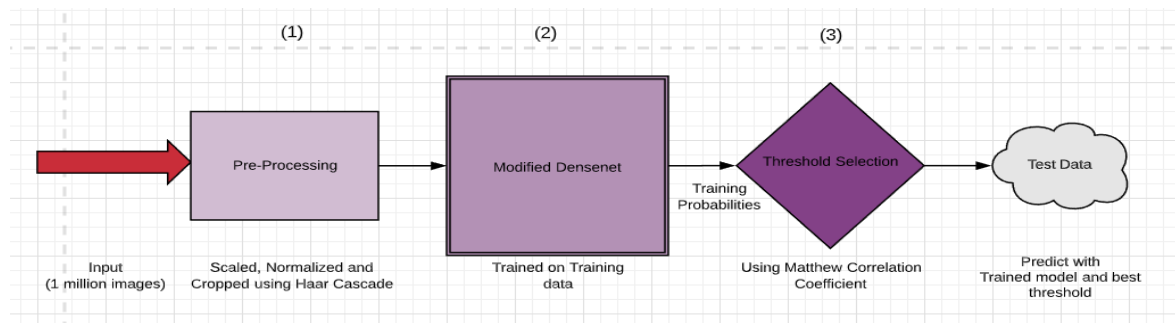 (1)
(2)
(3)
Pre-Processing
Modified Densenet
Threshold Selection
Test Data
Training
Probabilities
Input
(1 million images)
Scaled, Normalized and
Cropped using Haar Cascade
Trained on Training
data
Using Matthew Correlation
Coefficient
Predict with
Trained model and best
threshold